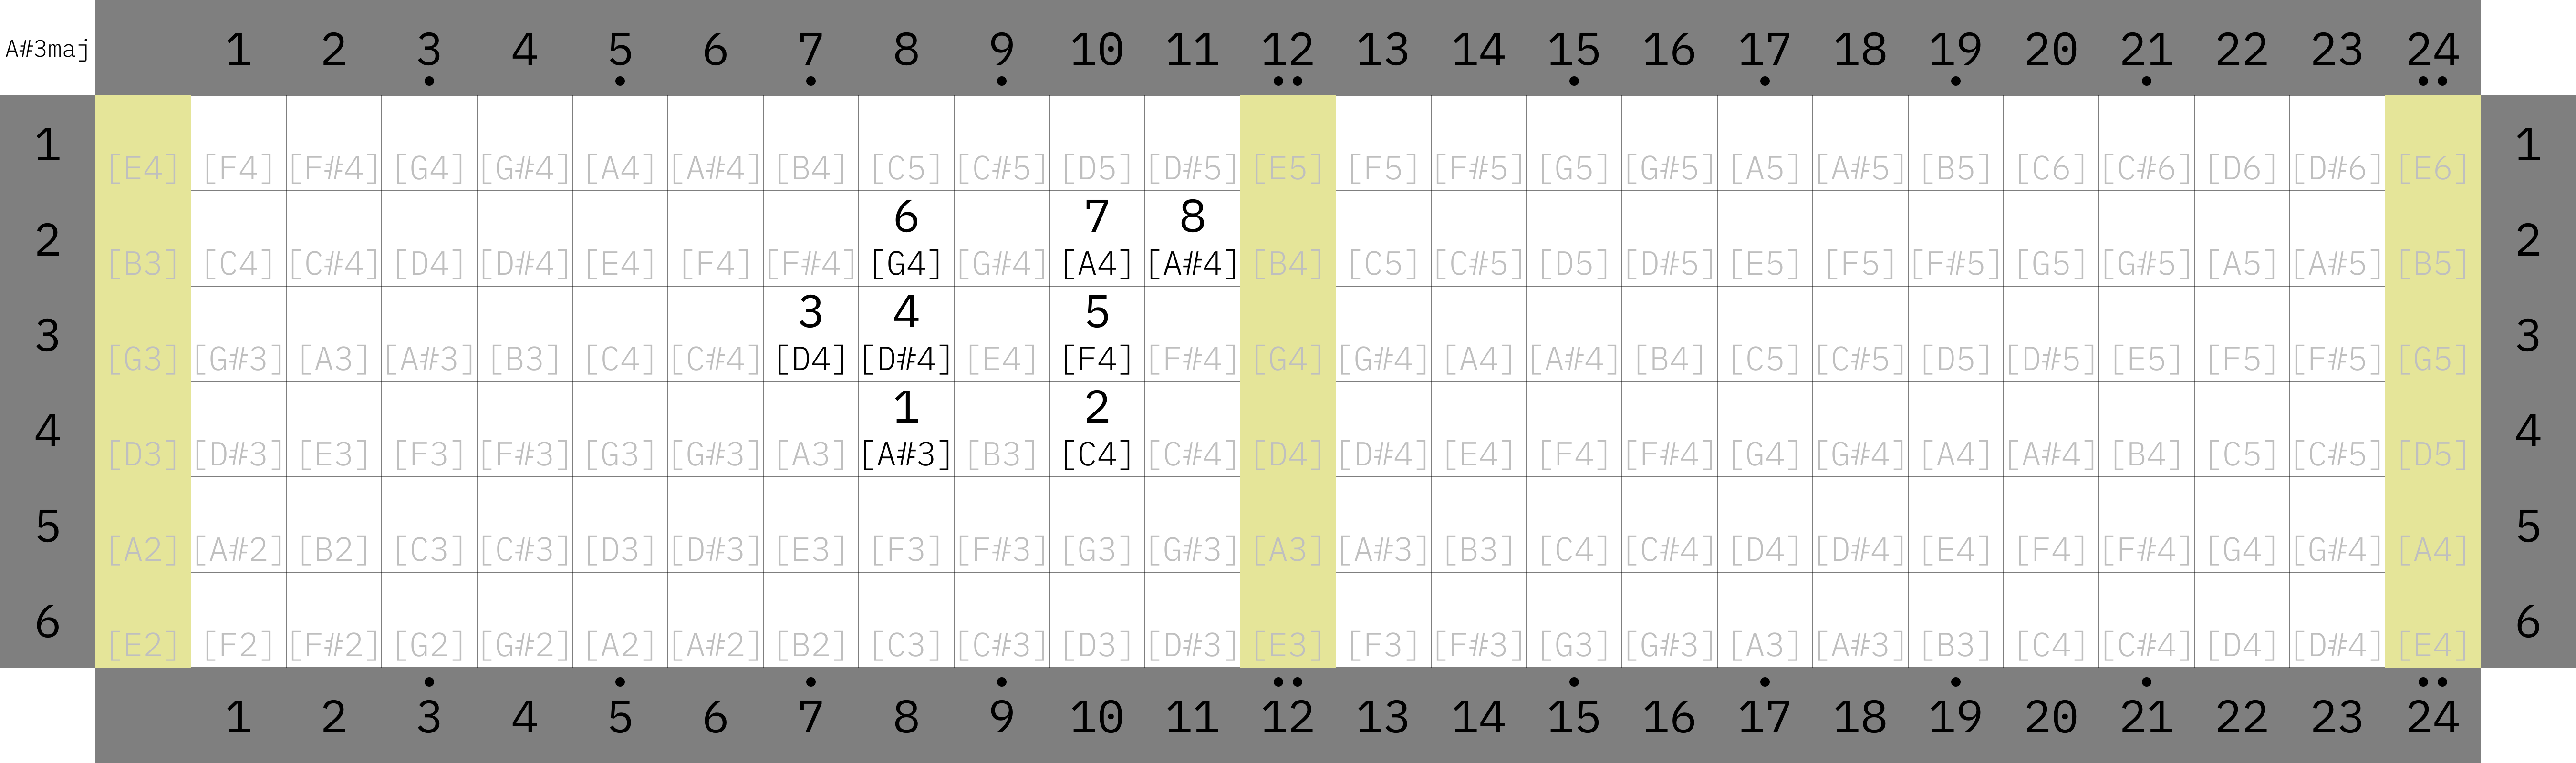 A#3maj 1 2 3 4 5 6 7 8 9 10 11 12 13 14 15 16 17 18 19 20 21 22 23 24
1 [E4] [F4] [F#4] [G4] [G#4] [A4] [A#4] [B4] [C5] [C#5] [D5] [D#5] [E5] [F5] [F#5] [G5] [G#5] [A5] [A#5] [B5] [C6] [C#6] [D6] [D#6] [E6] 1
6 7 8
2 [B3] [C4] [C#4] [D4] [D#4] [E4] [F4] [F#4] [G4] [G#4] [A4] [A#4] [B4] [C5] [C#5] [D5] [D#5] [E5] [F5] [F#5] [G5] [G#5] [A5] [A#5] [B5] 2
3 4 5
3 [G3] [G#3] [A3] [A#3] [B3] [C4] [C#4] [D4] [D#4] [E4] [F4] [F#4] [G4] [G#4] [A4] [A#4] [B4] [C5] [C#5] [D5] [D#5] [E5] [F5] [F#5] [G5] 3
1 2
4 [D3] [D#3] [E3] [F3] [F#3] [G3] [G#3] [A3] [A#3] [B3] [C4] [C#4] [D4] [D#4] [E4] [F4] [F#4] [G4] [G#4] [A4] [A#4] [B4] [C5] [C#5] [D5] 4
5 [A2] [A#2] [B2] [C3] [C#3] [D3] [D#3] [E3] [F3] [F#3] [G3] [G#3] [A3] [A#3] [B3] [C4] [C#4] [D4] [D#4] [E4] [F4] [F#4] [G4] [G#4] [A4] 5
6 [E2] [F2] [F#2] [G2] [G#2] [A2] [A#2] [B2] [C3] [C#3] [D3] [D#3] [E3] [F3] [F#3] [G3] [G#3] [A3] [A#3] [B3] [C4] [C#4] [D4] [D#4] [E4] 6
1 2 3 4 5 6 7 8 9 10 11 12 13 14 15 16 17 18 19 20 21 22 23 24